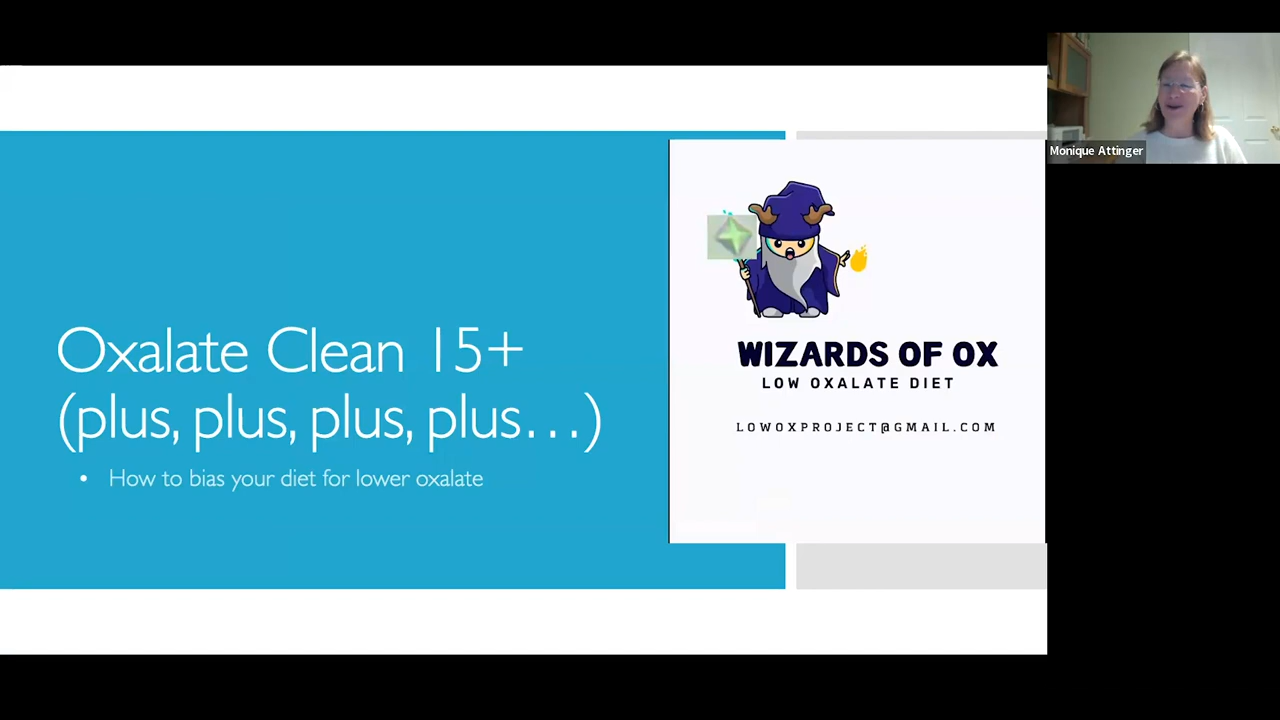 Oxalate Clean 15+
(plus, plus, plus, plus...)
• How to bias your diet for lower oxalate
WIZARDS OF OX
LOW OXALATE DIET
LOWOXPROJECT@GMAIL.COM
Monique Attinger